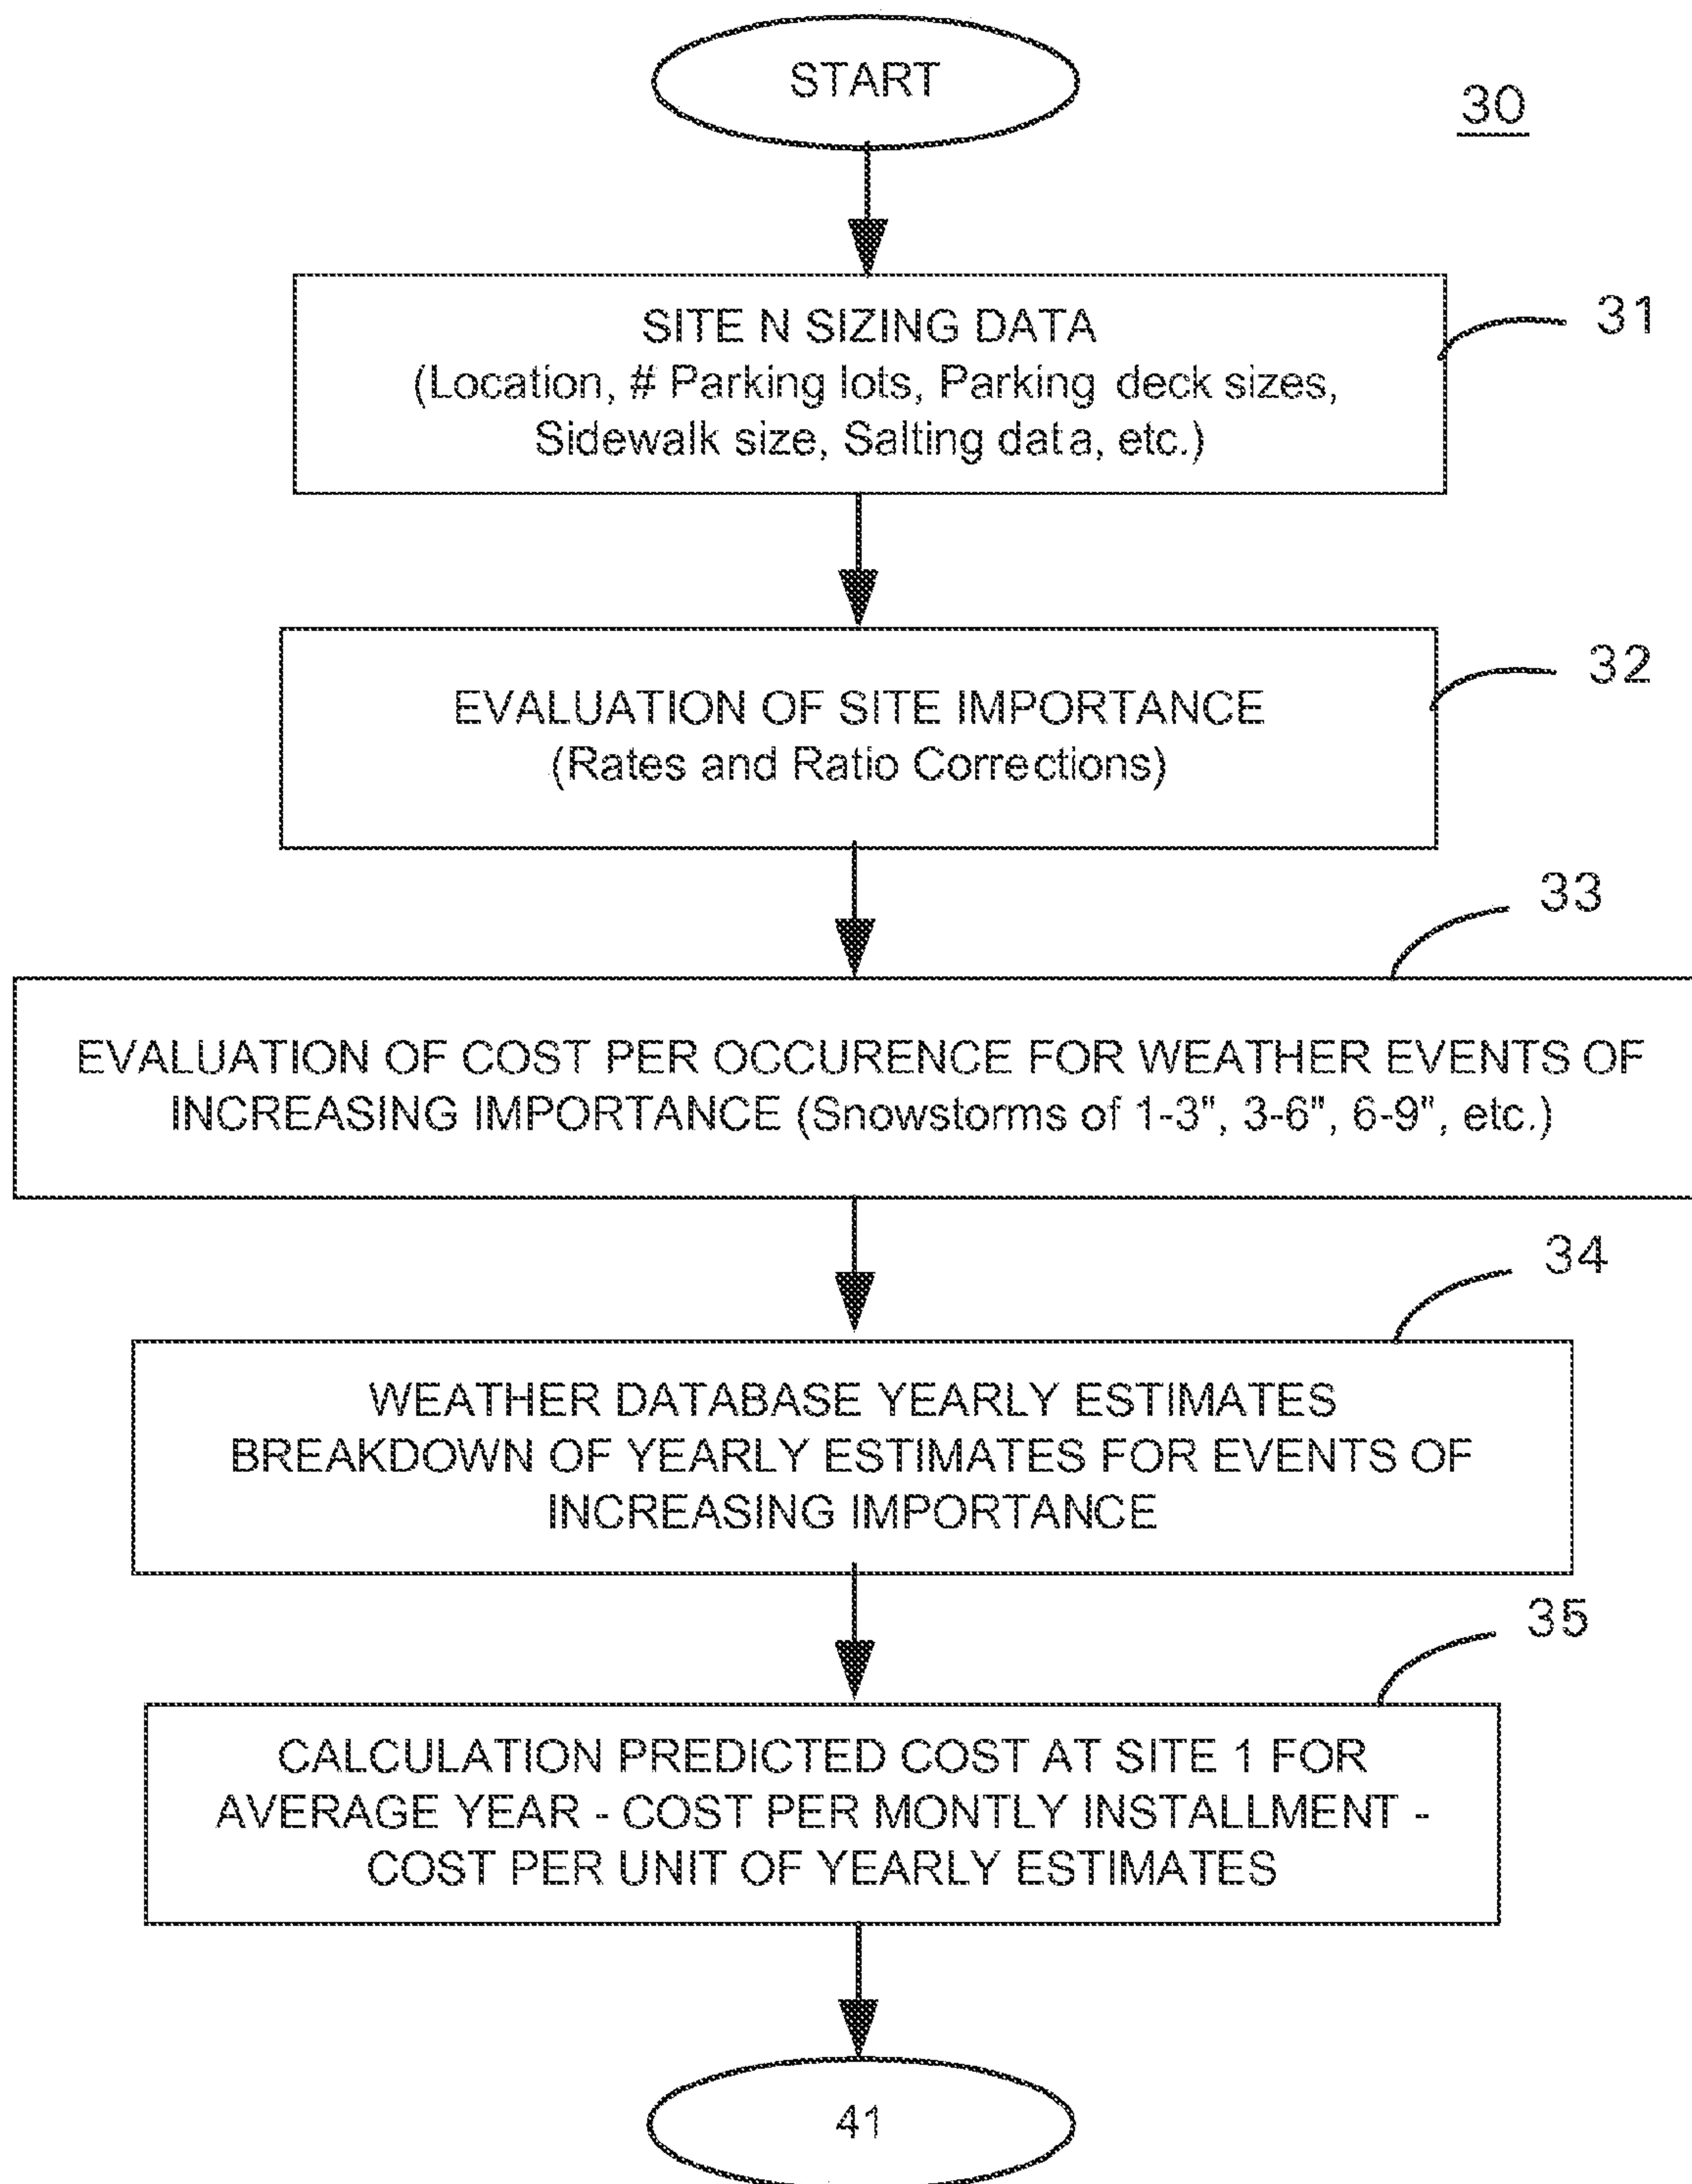 START
30
SITE N SIZING DATA
31
(Location, # Parking lots, Parking deck sizes,
Sidewalk size, Salting data, etc.)
32
EVALUATION OF SITE IMPORTANCE
(Rates and Ratio Corrections)
33
EVALUATION OF COST PER OCCURENCE FOR WEATHER EVENTS OF
INCREASING IMPORTANCE (Snowstorms of 1-3", 3-6", 6-9", etc.)
34
WEATHER DATABASE YEARLY ESTIMATES
BREAKDOWN OF YEARLY ESTIMATES FOR EVENTS OF
INCREASING IMPORTANCE
35
CALCULATION PREDICTED COST AT SITE 1 FOR
AVERAGE YEAR - COST PER MONTLY INSTALLMENT -
COST PER UNIT OF YEARLY ESTIMATES
41